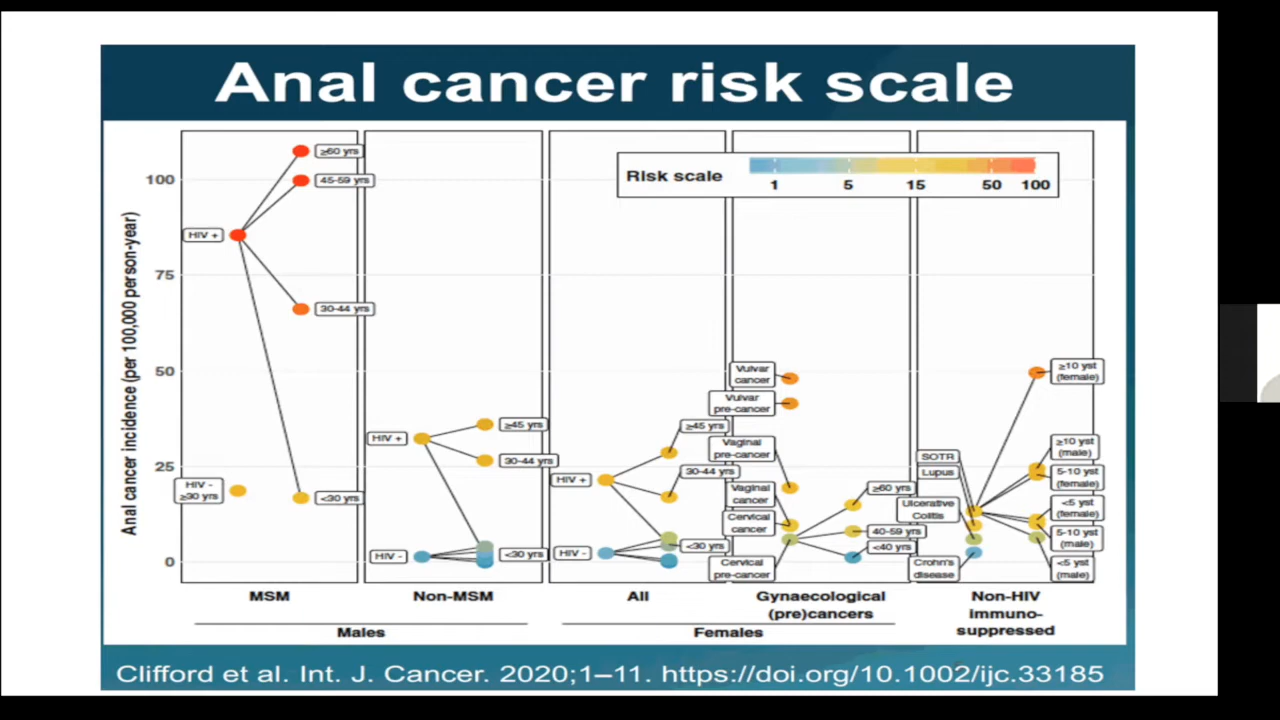 Anal cancer risk scale
Anal cancer incidence (per 100,000 person-year)
100
75
50
25
0
Risk scale
1 5 15 50 100
HIV +
≥60 yrs
45-59 yrs
30-44 yrs
<30 yrs
HIV -
≥30 yrs
HIV +
≥45 yrs
30-44 yrs
HIV -
<30 yrs
HIV +
≥45 yrs
30-44 yrs
HIV -
<30 yrs
Vulvar
cancer
Vulvar
pre-cancer
Vaginal
pre-cancer
Vaginal
cancer
Cervical
cancer
Cervical
pre-cancer
≥60 yrs
40-59 yrs
<40 yrs
SOTR
Lupus
Ulcerative
Colitis
Crohn's
disease
≥10 yst
(female)
≥10 yst
(male)
5-10 yst
(female)
<5 yst
(female)
5-10 yst
(male)
<5 yst
(male)
MSM
Non-MSM
All
Gynaecological
(pre)cancers
Non-HIV
immuno-
suppressed
Males
Females
Clifford et al. Int. J. Cancer. 2020;1–11. https://doi.org/10.1002/ijc.33185